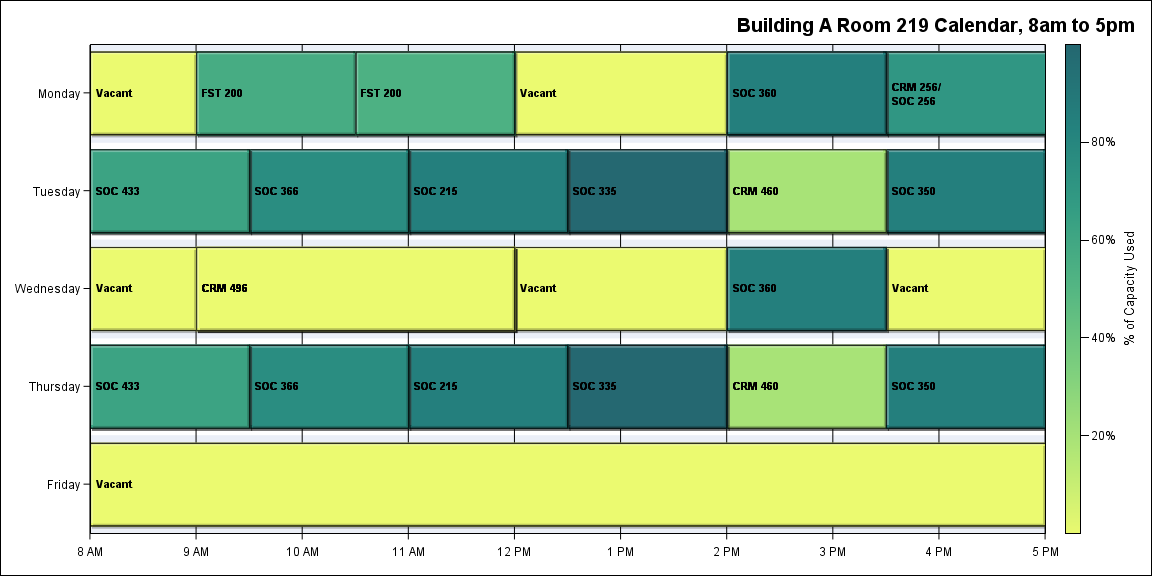 Building A Room 219 Calendar, 8am to 5pm
Monday
Vacant
FST 200
FST 200
Vacant
SOC 360
CRM 256/
SOC 256
Tuesday
SOC 433
SOC 366
SOC 215
SOC 335
CRM 460
SOC 350
Wednesday
Vacant
CRM 496
Vacant
SOC 360
Vacant
Thursday
SOC 433
SOC 366
SOC 215
SOC 335
CRM 460
SOC 350
Friday
Vacant
8 AM
9 AM
10 AM
11 AM
12 PM
1 PM
2 PM
3 PM
4 PM
5 PM
80%
60%
40%
20%
% of Capacity Used